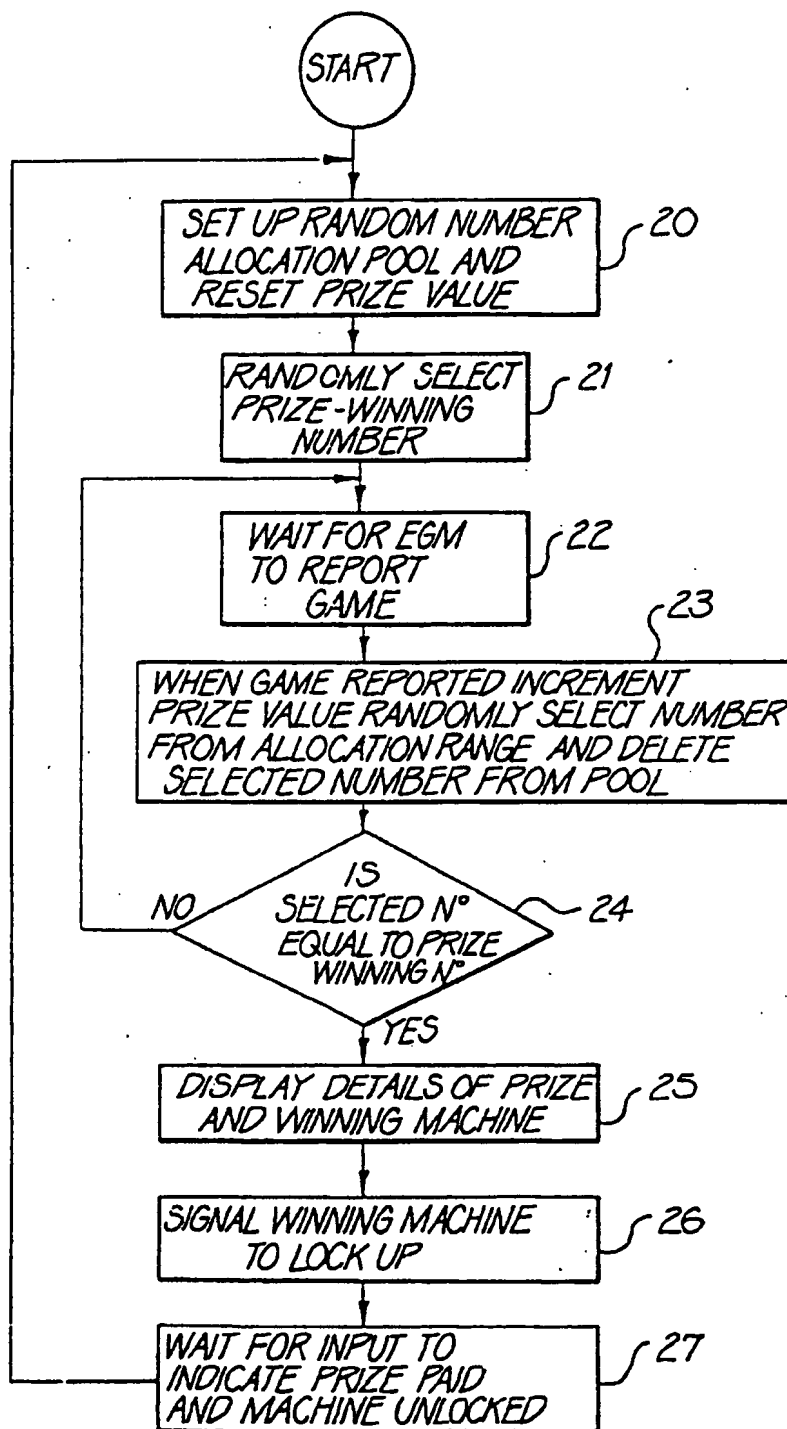 START
SET UP RANDOM NUMBER
ALLOCATION POOL AND
RESET PRIZE VALUE
20
RANDOMLY SELECT
PRIZE-WINNING
NUMBER
21
WAIT FOR EGM
TO REPORT
GAME
22
23
WHEN GAME REPORTED INCREMENT
PRIZE VALUE RANDOMLY SELECT NUMBER
FROM ALLOCATION RANGE AND DELETE
SELECTED NUMBER FROM POOL
NO
IS
SELECTED Nº
EQUAL TO PRIZE
WINNING Nº
24
YES
DISPLAY DETAILS OF PRIZE
AND WINNING MACHINE
25
SIGNAL WINNING MACHINE
TO LOCK UP
26
WAIT FOR INPUT TO
INDICATE PRIZE PAID
AND MACHINE UNLOCKED
27